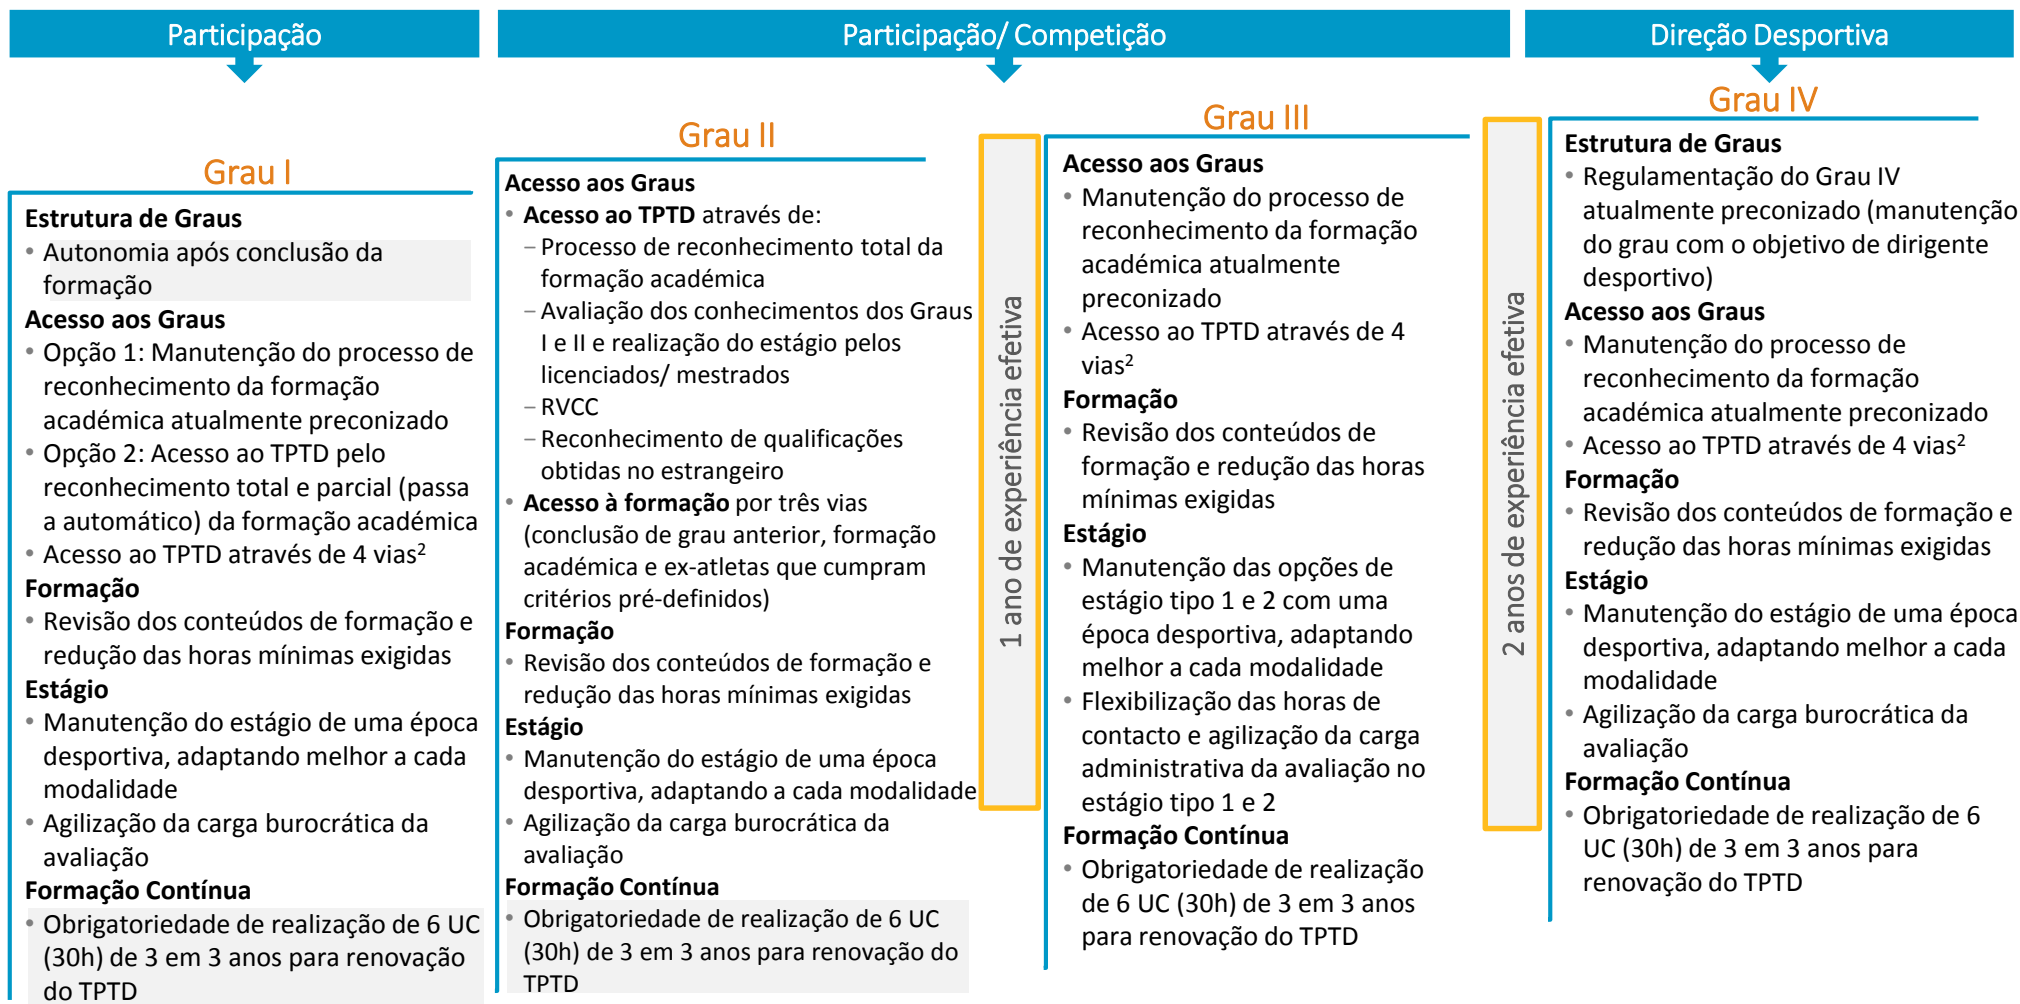 Participação
Participação/ Competição
Direção Desportiva
Grau I
Estrutura de Graus
• Autonomia após conclusão da
formação
Acesso aos Graus
• Opção 1: Manutenção do processo de
reconhecimento da formação
académica atualmente preconizado
• Opção 2: Acesso ao TPTD pelo
reconhecimento total e parcial (passa
a automático) da formação académica
• Acesso ao TPTD através de 4 vias²
Formação
• Revisão dos conteúdos de formação e
redução das horas mínimas exigidas
Estágio
• Manutenção do estágio de uma época
desportiva, adaptando melhor a cada
modalidade
• Agilização da carga burocrática da
avaliação
Formação Contínua
• Obrigatoriedade de realização de 6 UC
(30h) de 3 em 3 anos para renovação
do TPTD
Grau II
Acesso aos Graus
• Acesso ao TPTD através de:
− Processo de reconhecimento total da
formação académica
− Avaliação dos conhecimentos dos Graus
I e II e realização do estágio pelos
licenciados/ mestrados
− RVCC
− Reconhecimento de qualificações
obtidas no estrangeiro
• Acesso à formação por três vias
(conclusão de grau anterior, formação
académica e ex-atletas que cumpram
critérios pré-definidos)
Formação
• Revisão dos conteúdos de formação e
redução das horas mínimas exigidas
Estágio
• Manutenção do estágio de uma época
desportiva, adaptando a cada modalidade
• Agilização da carga burocrática da
avaliação
Formação Contínua
• Obrigatoriedade de realização de 6 UC
(30h) de 3 em 3 anos para renovação do
TPTD
1 ano de experiência efetiva
Grau III
Acesso aos Graus
• Manutenção do processo de
reconhecimento da formação
académica atualmente
preconizado
• Acesso ao TPTD através de 4
vias²
Formação
• Revisão dos conteúdos de
formação e redução das horas
mínimas exigidas
Estágio
• Manutenção das opções de
estágio tipo 1 e 2 com uma
época desportiva, adaptando
melhor a cada modalidade
• Flexibilização das horas de
contacto e agilização da carga
administrativa da avaliação no
estágio tipo 1 e 2
Formação Contínua
• Obrigatoriedade de realização
de 6 UC (30h) de 3 em 3 anos
para renovação do TPTD
2 anos de experiência efetiva
Grau IV
Estrutura de Graus
• Regulamentação do Grau IV
atualmente preconizado (manutenção
do grau com o objetivo de dirigente
desportivo)
Acesso aos Graus
• Manutenção do processo de
reconhecimento da formação
académica atualmente preconizado
• Acesso ao TPTD através de 4 vias²
Formação
• Revisão dos conteúdos de formação e
redução das horas mínimas exigidas
Estágio
• Manutenção do estágio de uma época
desportiva, adaptando melhor a cada
modalidade
• Agilização da carga burocrática da
avaliação
Formação Contínua
• Obrigatoriedade de realização de 6
UC (30h) de 3 em 3 anos para
renovação do TPTD